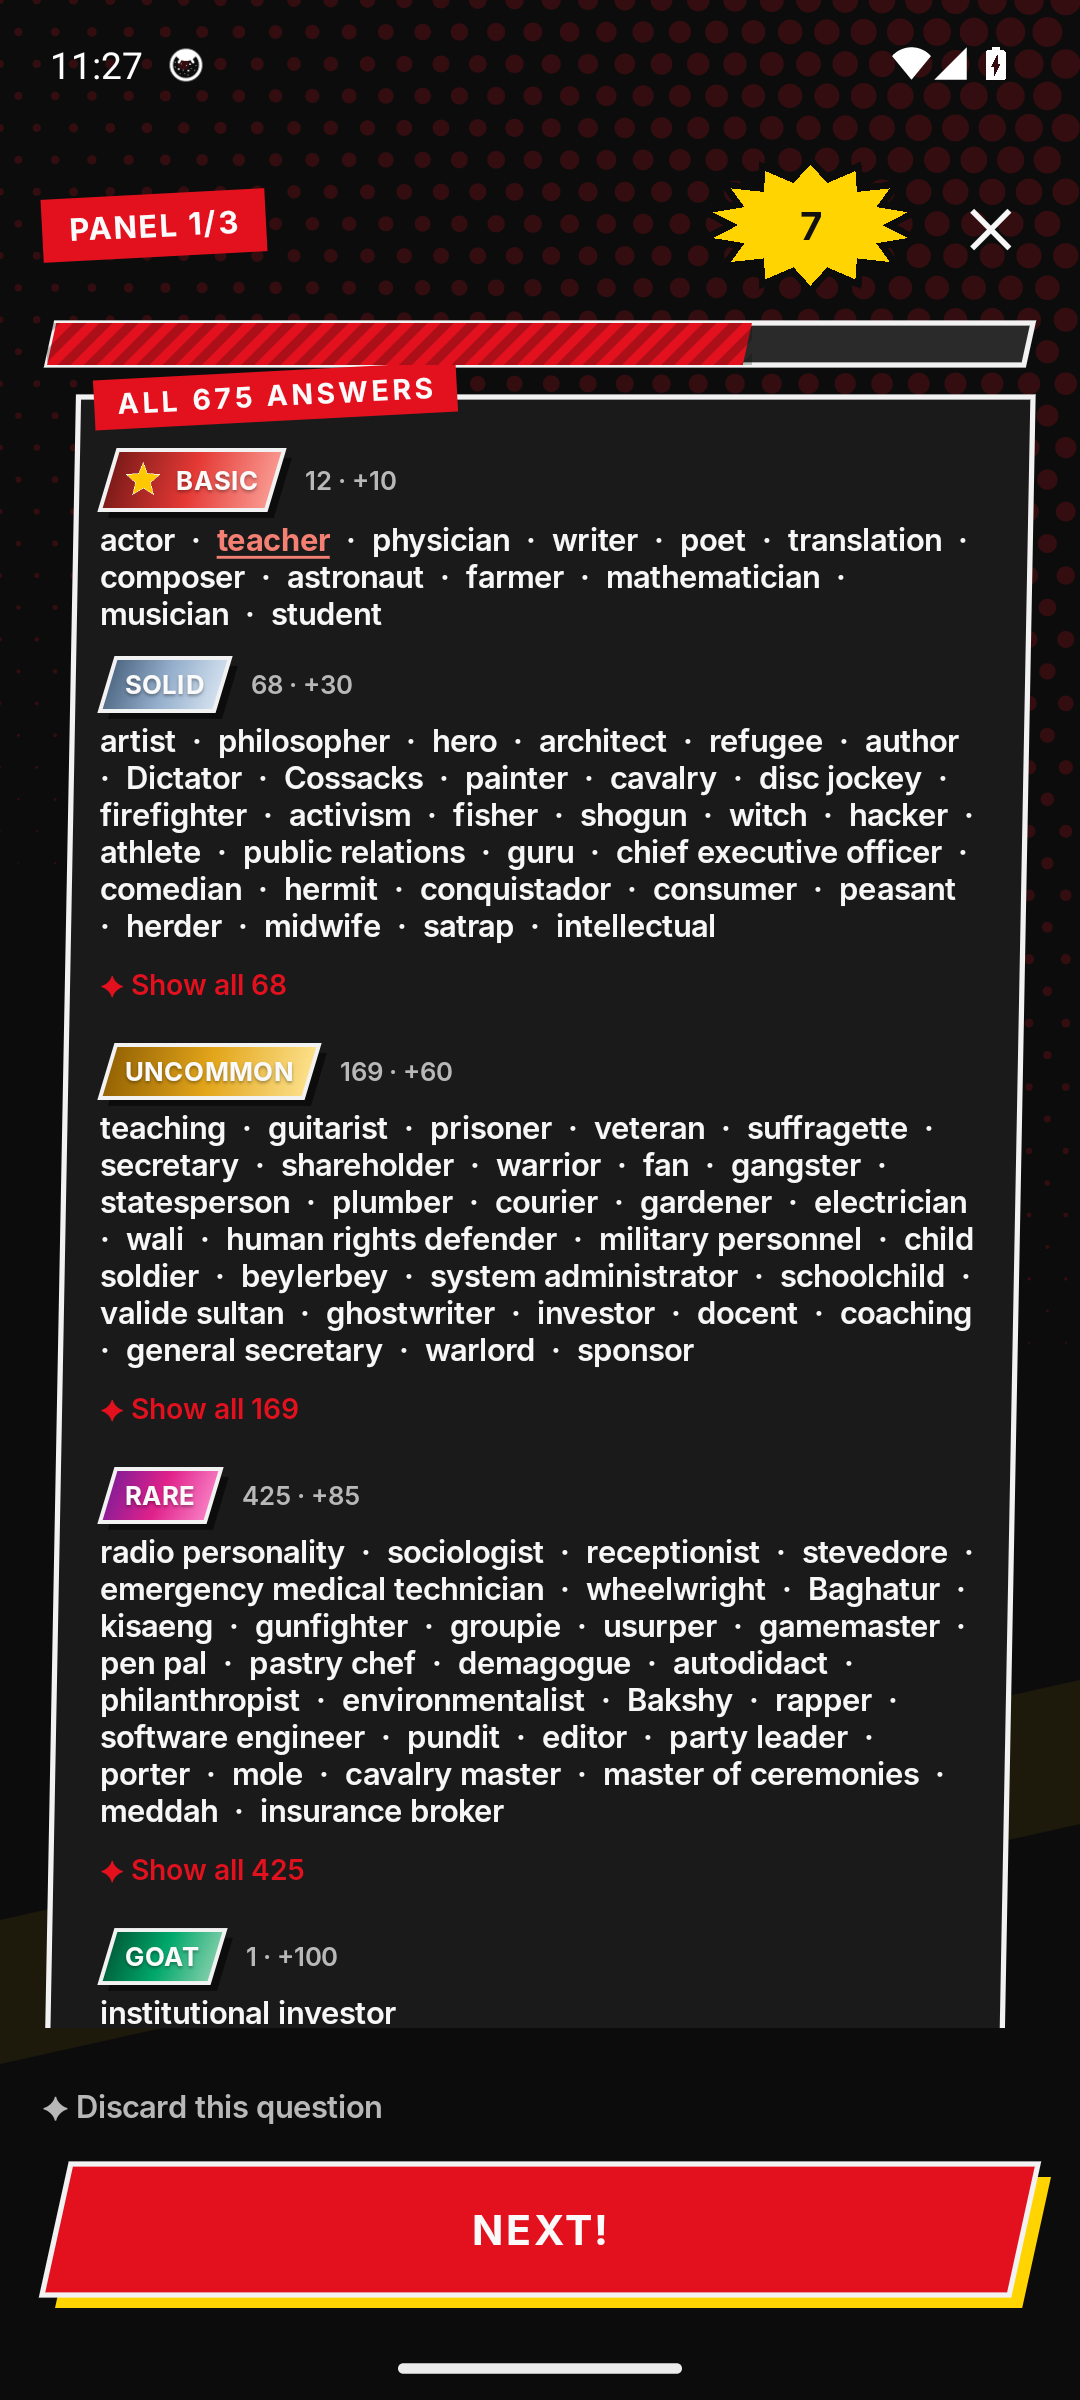 11:27
PANEL 1/3
7
ALL 675 ANSWERS
BASIC 12 · +10
actor · teacher · physician · writer · poet · translation ·
composer · astronaut · farmer · mathematician ·
musician · student
SOLID 68 · +30
artist · philosopher · hero · architect · refugee · author
· Dictator · Cossacks · painter · cavalry · disc jockey ·
firefighter · activism · fisher · shogun · witch · hacker ·
athlete · public relations · guru · chief executive officer ·
comedian · hermit · conquistador · consumer · peasant
· herder · midwife · satrap · intellectual
Show all 68
UNCOMMON 169 · +60
teaching · guitarist · prisoner · veteran · suffragette ·
secretary · shareholder · warrior · fan · gangster ·
statesperson · plumber · courier · gardener · electrician
· wali · human rights defender · military personnel · child
soldier · beylerbey · system administrator · schoolchild ·
valide sultan · ghostwriter · investor · docent · coaching
· general secretary · warlord · sponsor
Show all 169
RARE 425 · +85
radio personality · sociologist · receptionist · stevedore ·
emergency medical technician · wheelwright · Baghatur ·
kisaeng · gunfighter · groupie · usurper · gamemaster ·
pen pal · pastry chef · demagogue · autodidact ·
philanthropist · environmentalist · Bakshy · rapper ·
software engineer · pundit · editor · party leader ·
porter · mole · cavalry master · master of ceremonies ·
meddah · insurance broker
Show all 425
GOAT 1 · +100
institutional investor
Discard this question
NEXT!